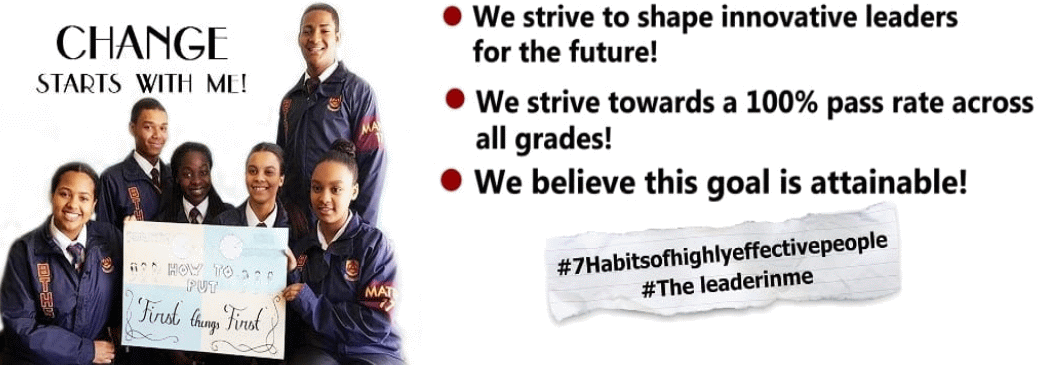 CHANGE
STARTS WITH ME!
We strive to shape innovative leaders
for the future!
We strive towards a 100% pass rate across
all grades!
We believe this goal is attainable!
#7Habitsofhighlyeffectivepeople
#The leaderinme
HOW TO
PUT
First things First